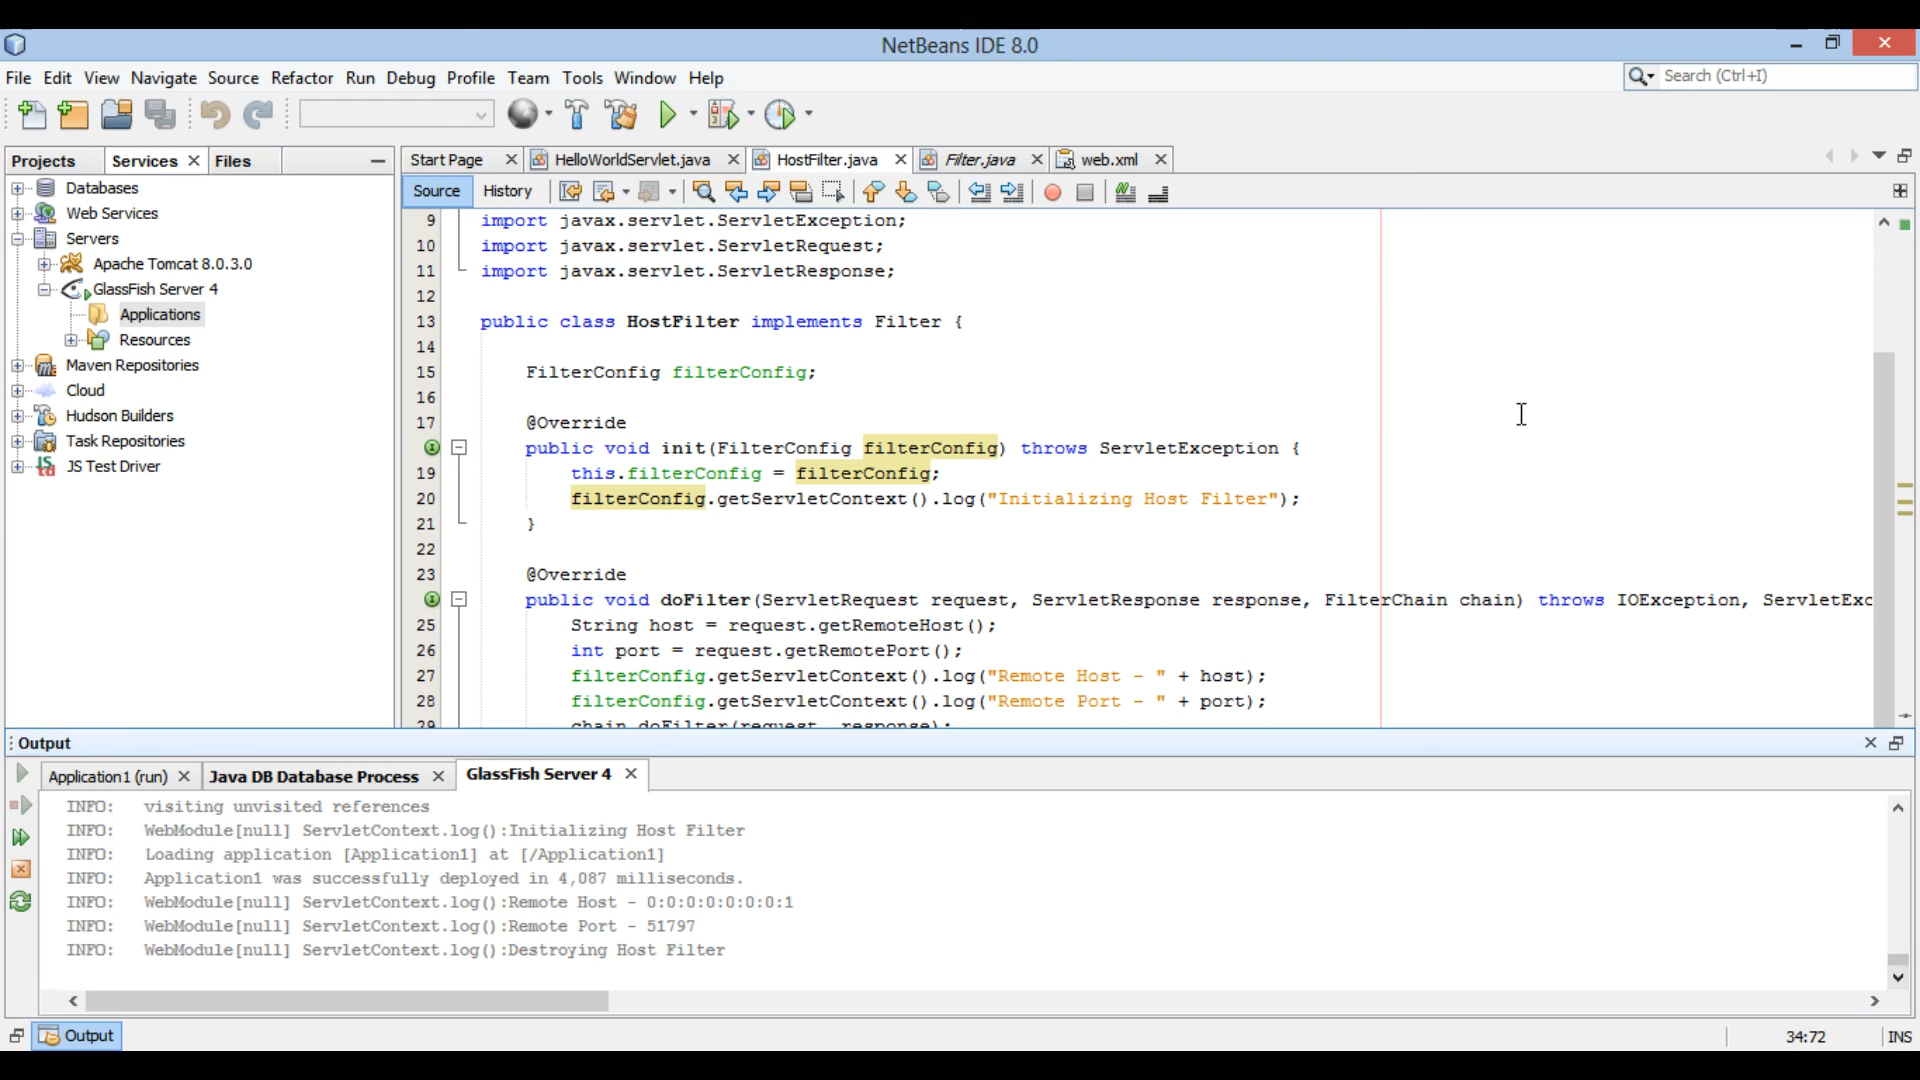 NetBeans IDE 8.0
File Edit View Navigate Source Refactor Run Debug Profile Team Tools Window Help
Search (Ctrl+I)
Projects Services Files
Databases
Web Services
Servers
Apache Tomcat 8.0.3.0
GlassFish Server 4
Applications
Resources
Maven Repositories
Cloud
Hudson Builders
Task Repositories
JS Test Driver
Start Page HelloWorldServlet.java HostFilter.java Filter.java web.xml
Source History
9 import javax.servlet.ServletException;
10 import javax.servlet.ServletRequest;
11 import javax.servlet.ServletResponse;
12
13 public class HostFilter implements Filter {
14
15 FilterConfig filterConfig;
16
17 @Override
public void init(FilterConfig filterConfig) throws ServletException {
19 this.filterConfig = filterConfig;
20 filterConfig.getServletContext().log("Initializing Host Filter");
21 }
22
23 @Override
public void doFilter(ServletRequest request, ServletResponse response, FilterChain chain) throws IOException, ServletExc
25 String host = request.getRemoteHost();
26 int port = request.getRemotePort();
27 filterConfig.getServletContext().log("Remote Host - " + host);
28 filterConfig.getServletContext().log("Remote Port - " + port);
29 chain.doFilter(request, response);
Output
Application1 (run) Java DB Database Process GlassFish Server 4
INFO: visiting unvisited references
INFO: WebModule[null] ServletContext.log():Initializing Host Filter
INFO: Loading application [Application1] at [/Application1]
INFO: Application1 was successfully deployed in 4,087 milliseconds.
INFO: WebModule[null] ServletContext.log():Remote Host - 0:0:0:0:0:0:0:1
INFO: WebModule[null] ServletContext.log():Remote Port - 51797
INFO: WebModule[null] ServletContext.log():Destroying Host Filter
Output
34:72 INS